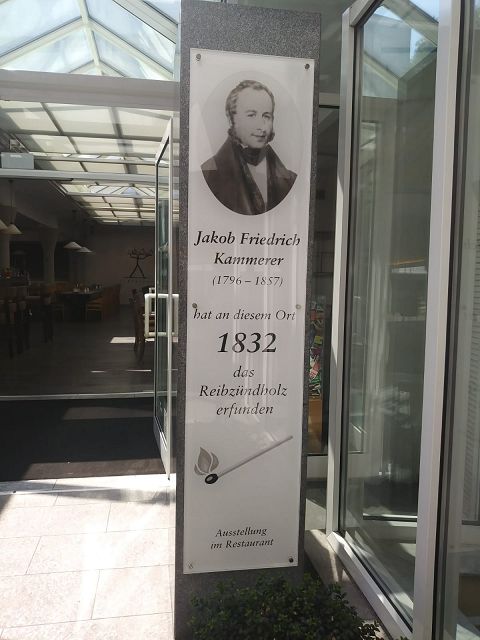 Jakob Friedrich
Kammerer
(1796 – 1857)
hat an diesem Ort
1832
das
Reibzündholz
erfunden
Ausstellung
im Restaurant